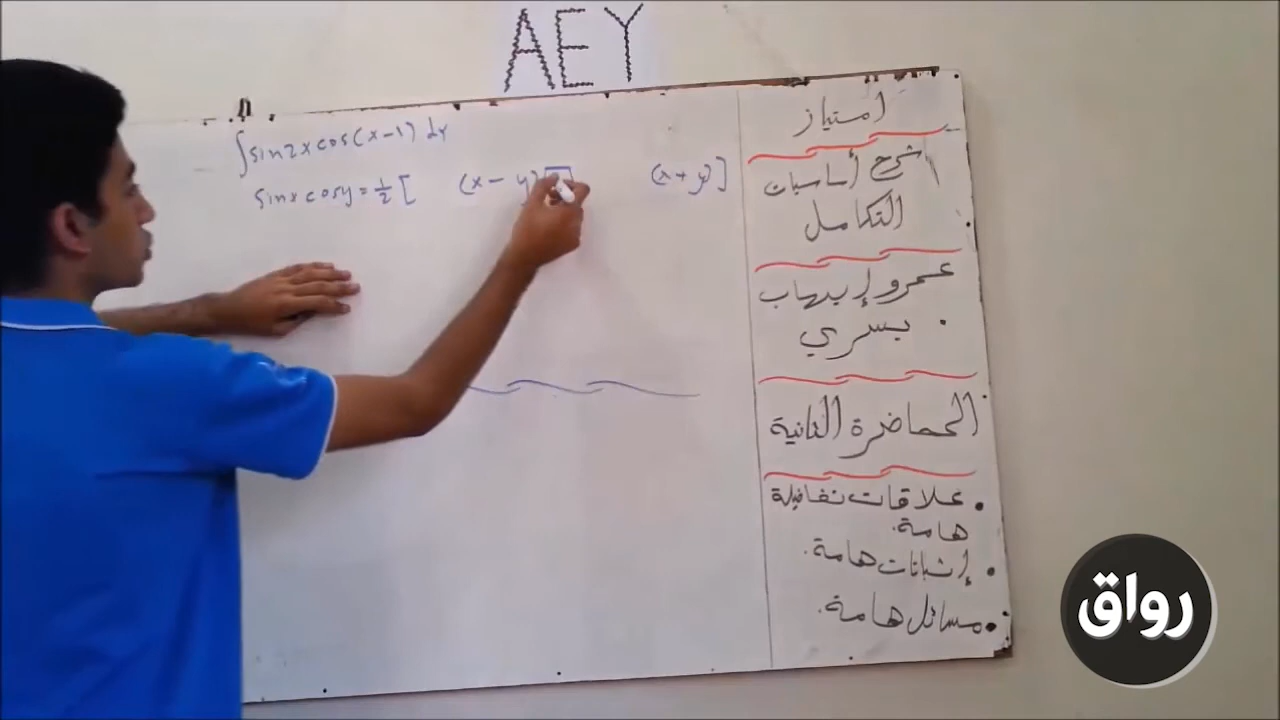 AEY
∫sin2x cos(x-1) dx
sinx cosy = 1/2 [ (x-y) (x+y)]
امتياز
شرح أساسيات
التكامل
عمرو إيهاب
يسري
المحاضرة الثانية
علاقات تفاضلية
هامة.
إثباتات هامة.
مسائل هامة.
رواق